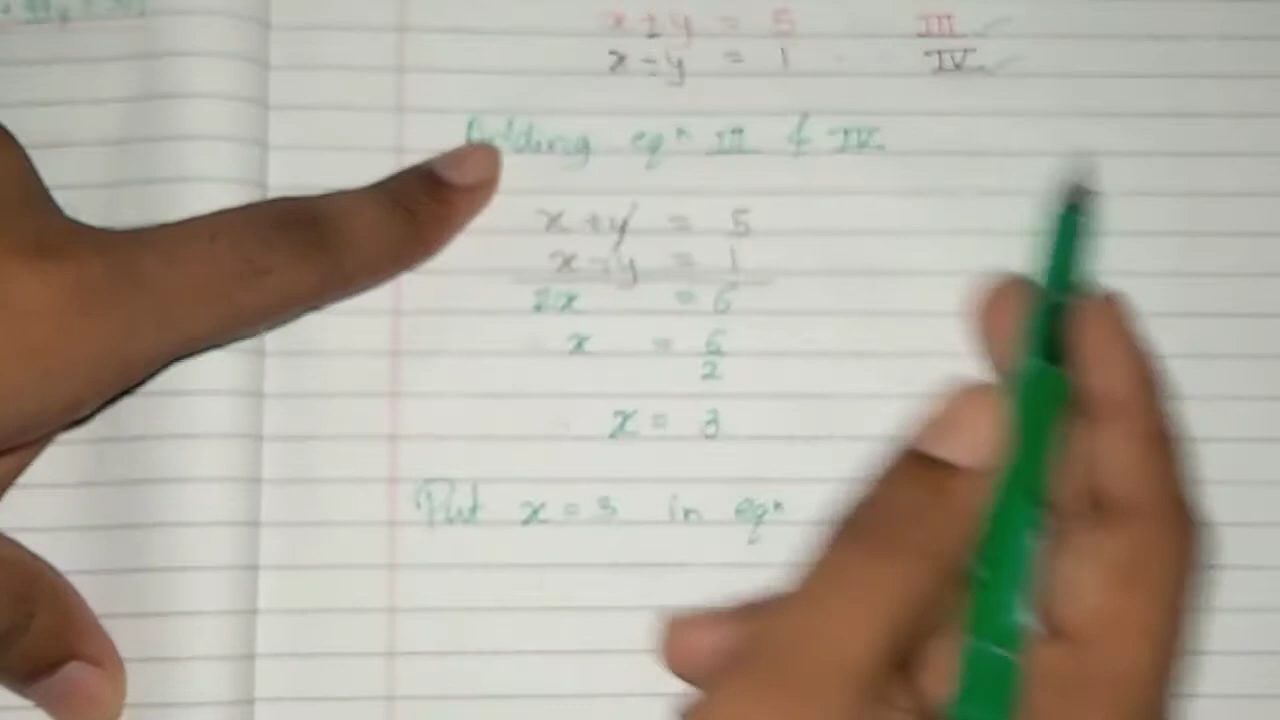 x + y = 5 III
x - y = 1 IV
Adding eqⁿ III & IV
x + y = 5
x - y = 1
2x = 6
x = 6/2
x = 3
Put x = 3 in eqⁿ